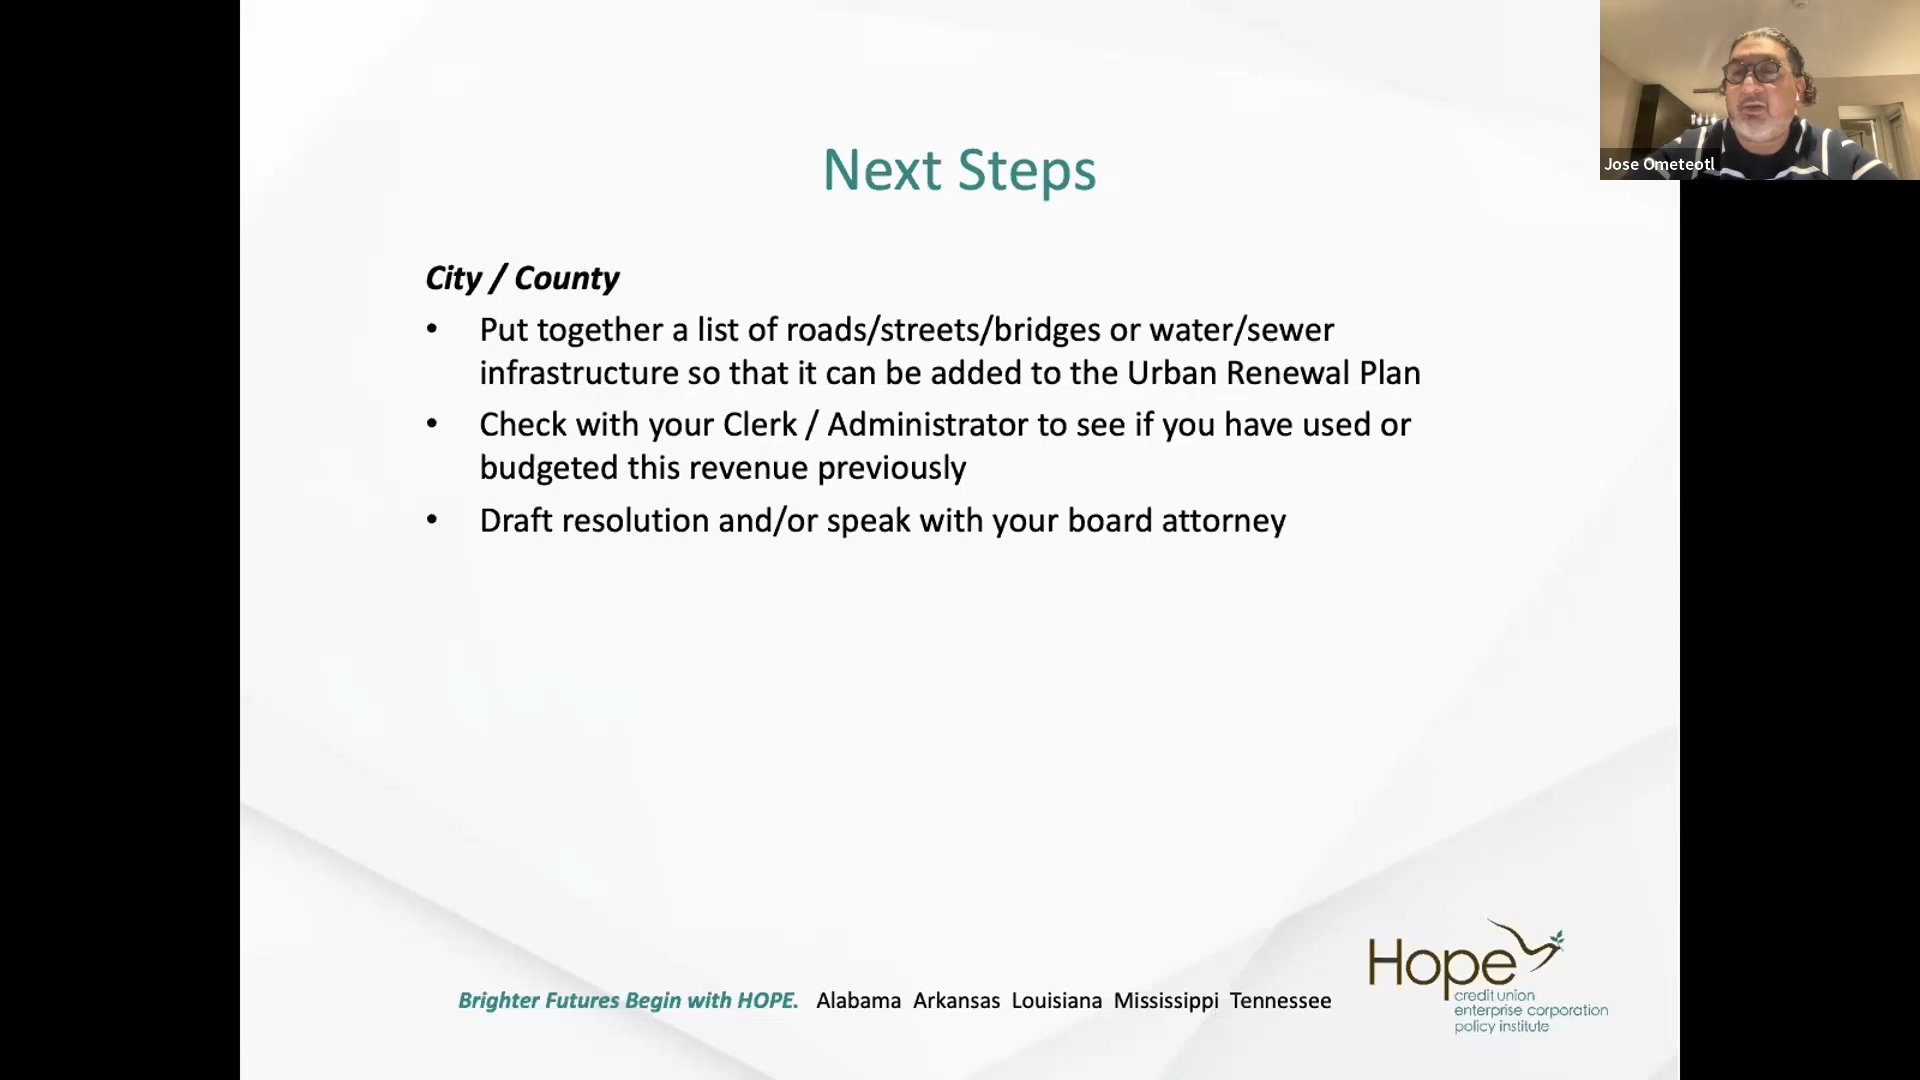 Jose Ometeotl
Next Steps
City / County
• Put together a list of roads/streets/bridges or water/sewer
infrastructure so that it can be added to the Urban Renewal Plan
• Check with your Clerk / Administrator to see if you have used or
budgeted this revenue previously
• Draft resolution and/or speak with your board attorney
Brighter Futures Begin with HOPE. Alabama Arkansas Louisiana Mississippi Tennessee
Hope
credit union
enterprise corporation
policy institute